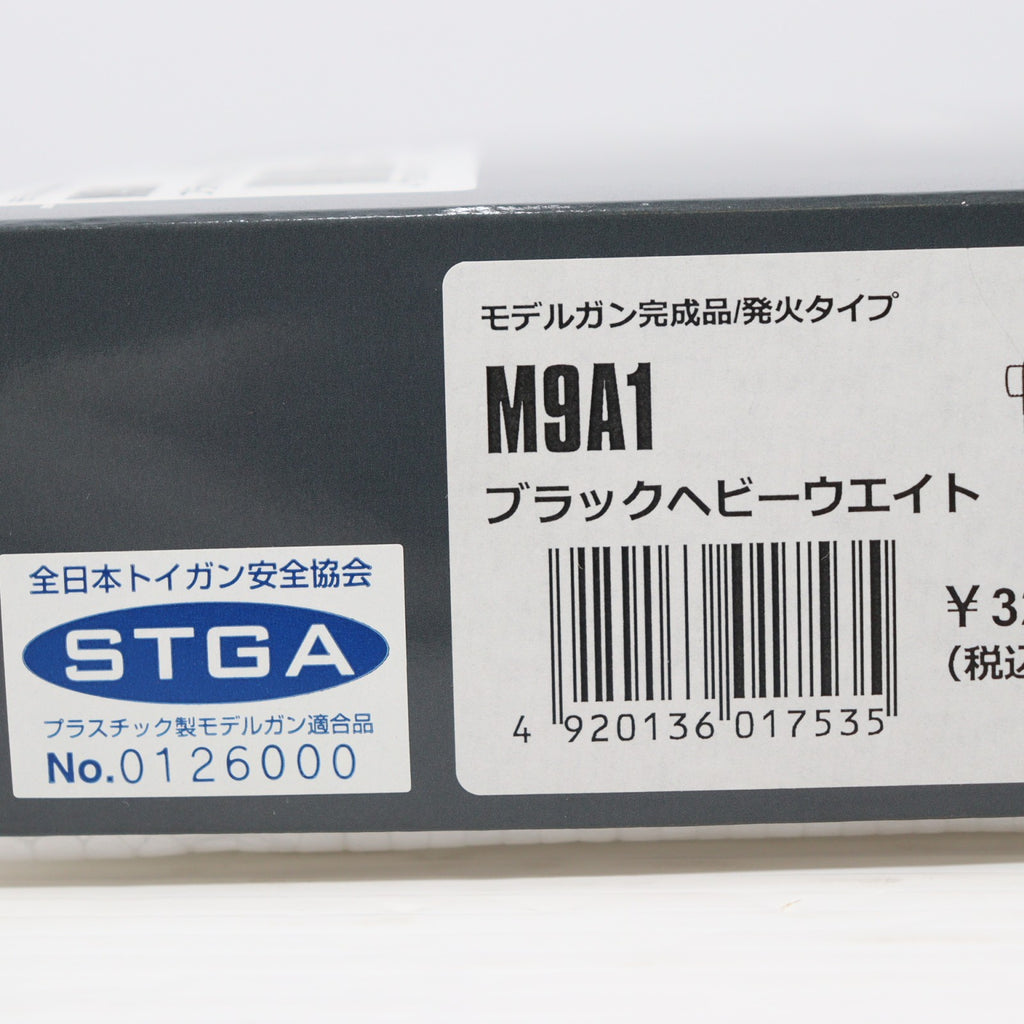 モデルガン完成品/発火タイプ
M9A1
ブラックヘビーウエイト
4 920136 017535
¥32
(税込
全日本トイガン安全協会
STGA
プラスチック製モデルガン適合品
No.0126000